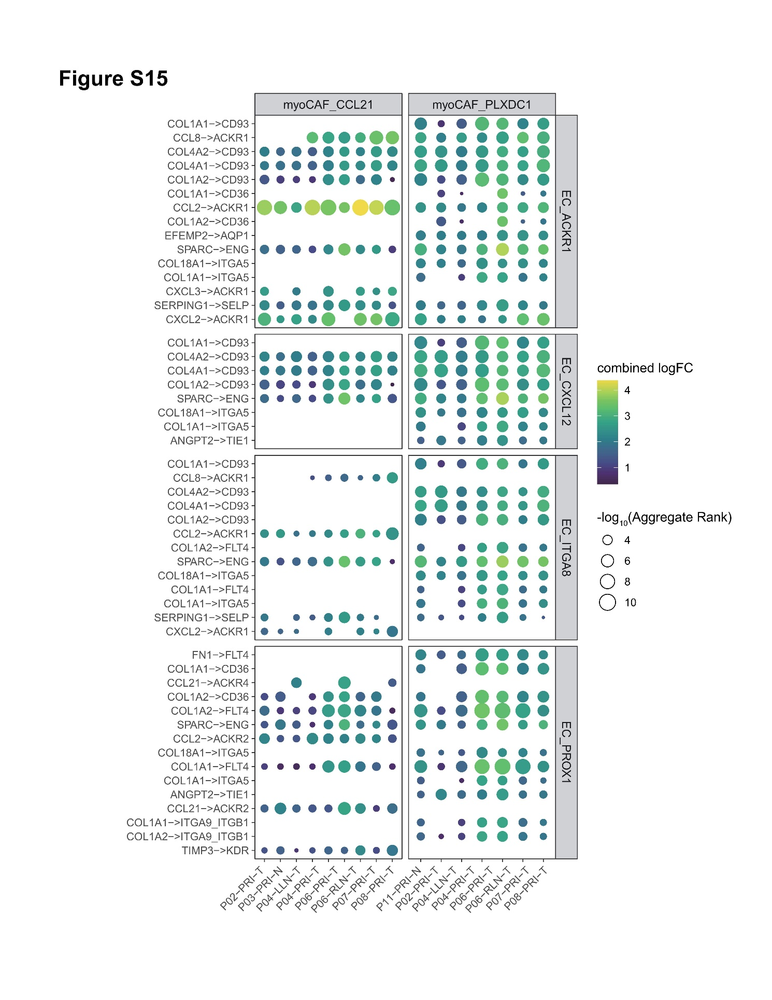 Figure S15
myoCAF_CCL21
myoCAF_PLXDC1
COL1A1−>CD93
CCL8−>ACKR1
COL4A2−>CD93
COL4A1−>CD93
COL1A2−>CD93
COL1A1−>CD36
CCL2−>ACKR1
COL1A2−>CD36
EFEMP2−>AQP1
SPARC−>ENG
COL18A1−>ITGA5
COL1A1−>ITGA5
CXCL3−>ACKR1
SERPING1−>SELP
CXCL2−>ACKR1
EC_ACKR1
COL1A1−>CD93
COL4A2−>CD93
COL4A1−>CD93
COL1A2−>CD93
SPARC−>ENG
COL18A1−>ITGA5
COL1A1−>ITGA5
ANGPT2−>TIE1
EC_CXCL12
COL1A1−>CD93
CCL8−>ACKR1
COL4A2−>CD93
COL4A1−>CD93
COL1A2−>CD93
CCL2−>ACKR1
COL1A2−>FLT4
SPARC−>ENG
COL18A1−>ITGA5
COL1A1−>FLT4
COL1A1−>ITGA5
SERPING1−>SELP
CXCL2−>ACKR1
EC_ITGA8
FN1−>FLT4
COL1A1−>CD36
CCL21−>ACKR4
COL1A2−>CD36
COL1A2−>FLT4
SPARC−>ENG
CCL2−>ACKR2
COL18A1−>ITGA5
COL1A1−>FLT4
COL1A1−>ITGA5
ANGPT2−>TIE1
CCL21−>ACKR2
COL1A1−>ITGA9_ITGB1
COL1A2−>ITGA9_ITGB1
TIMP3−>KDR
EC_PROX1
P02−PRI−T
P03−PRI−N
P04−LLN−T
P04−PRI−T
P06−PRI−T
P06−RLN−T
P07−PRI−T
P08−PRI−T
P11−PRI−N
P02−PRI−T
P04−LLN−T
P04−PRI−T
P06−PRI−T
P06−RLN−T
P07−PRI−T
P08−PRI−T
combined logFC
4
3
2
1
-log10(Aggregate Rank)
4
6
8
10